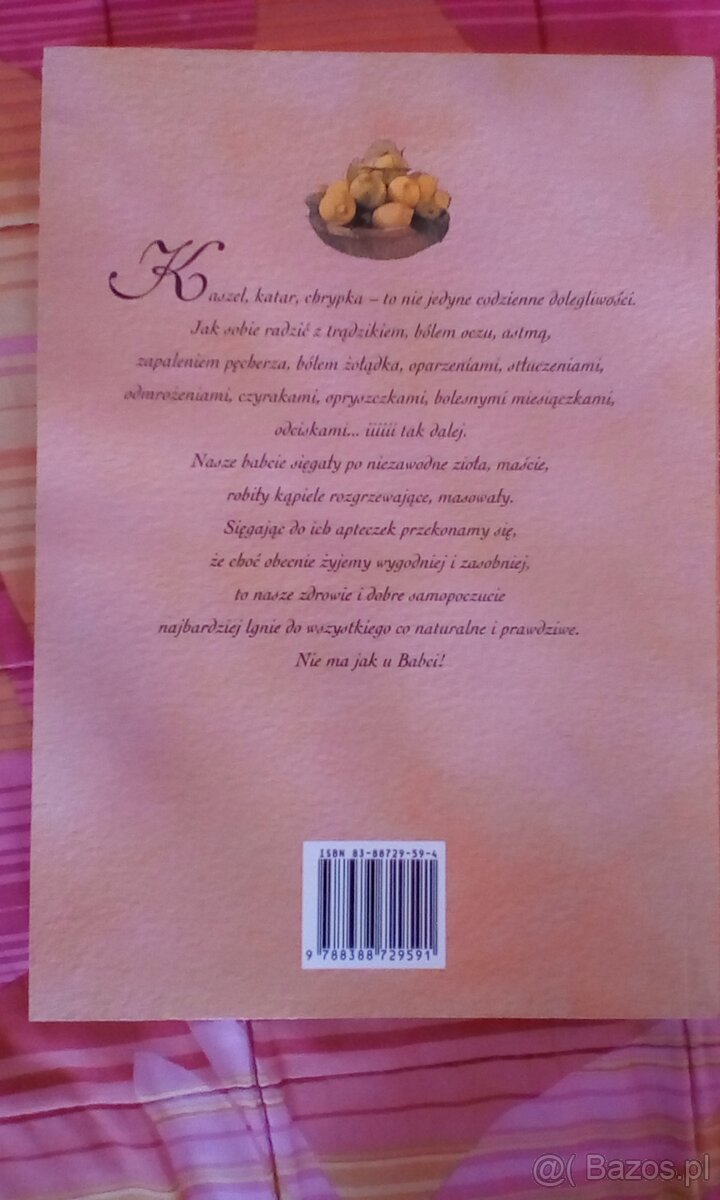 Kaszel, katar, chrypka – to nie jedyne codzienne dolegliwości.
Jak sobie radzić z trądzikiem, bólem oczu, astmą,
zapaleniem pęcherza, bólem żołądka, oparzeniami, stłuczeniami,
odmrożeniami, czyrakami, opryszczkami, bolesnymi miesiączkami,
odciskami... iiiiii tak dalej.
Nasze babcie sięgały po niezawodne zioła, maście,
robiły kąpiele rozgrzewające, masowały.
Sięgając do ich apteczek przekonamy się,
że choć obecnie żyjemy wygodniej i zasobniej,
to nasze zdrowie i dobre samopoczucie
najbardziej lgnie do wszystkiego co naturalne i prawdziwe.
Nie ma jak u Babci!
ISBN 83-88729-59-4
9 788388 729591
@( Bazos.pl